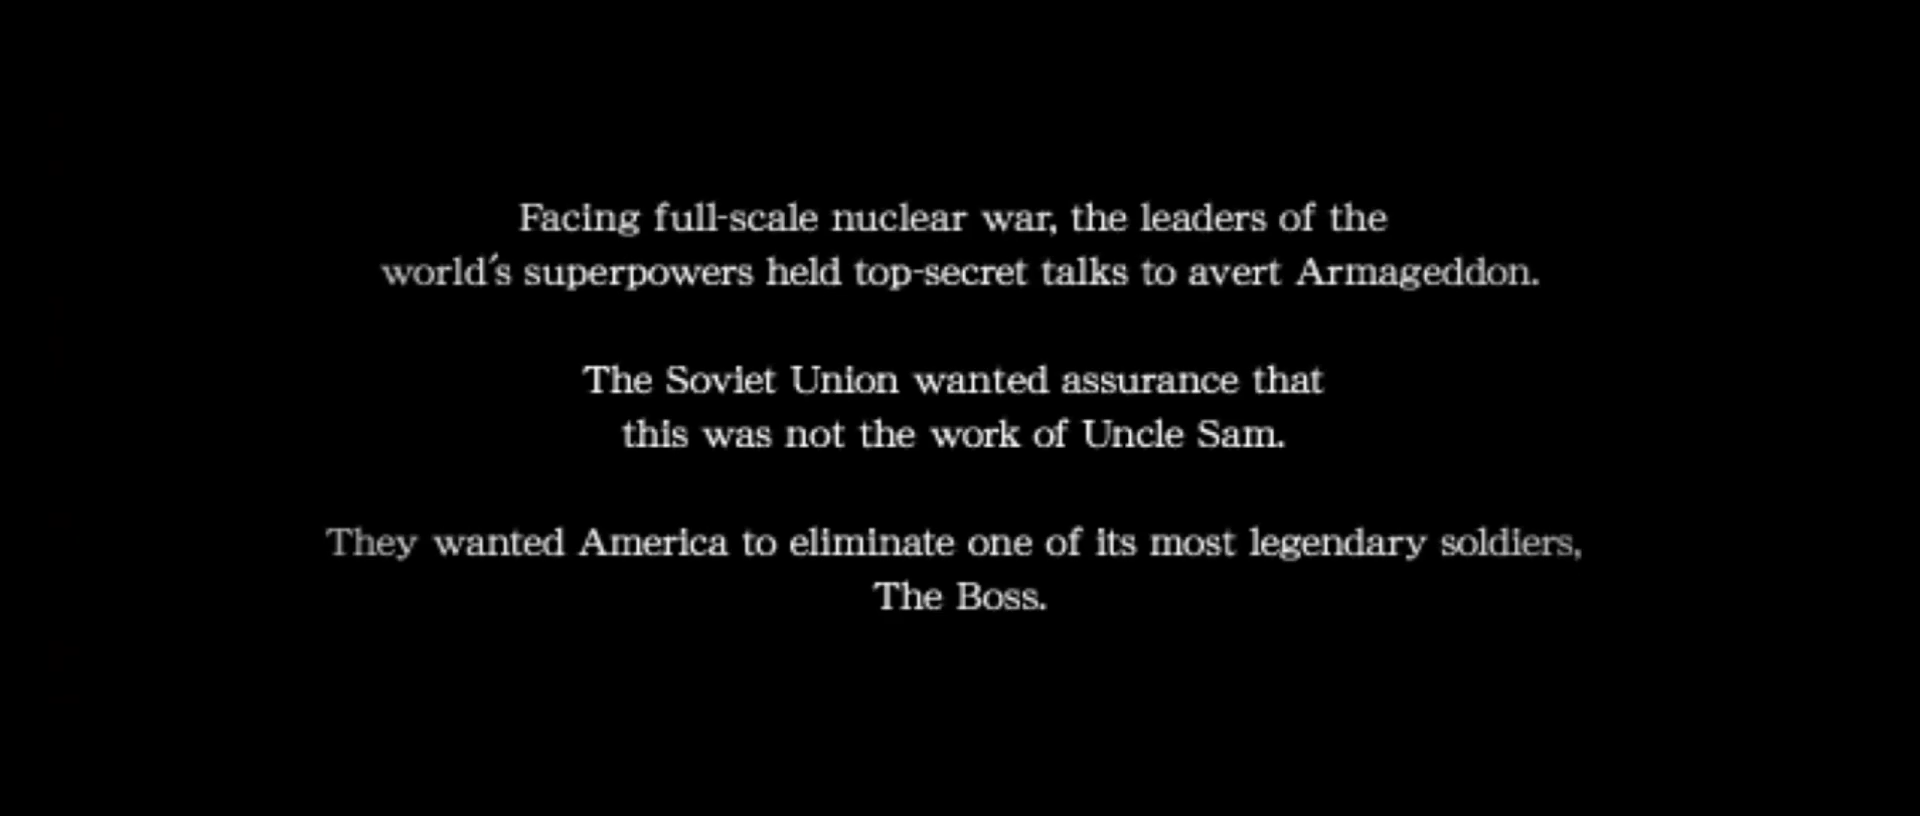 Facing full-scale nuclear war, the leaders of the
world's superpowers held top-secret talks to avert Armageddon.
The Soviet Union wanted assurance that
this was not the work of Uncle Sam.
They wanted America to eliminate one of its most legendary soldiers,
The Boss.